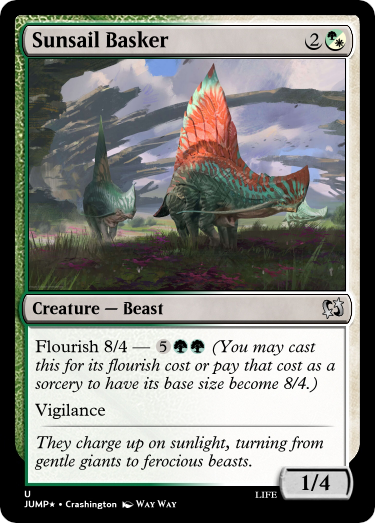 Sunsail Basker 2
Creature — Beast
Flourish 8/4 — 5 (You may cast
this for its flourish cost or pay that cost as a
sorcery to have its base size become 8/4.)
Vigilance
They charge up on sunlight, turning from
gentle giants to ferocious beasts.
1/4
U
JUMP★ • Crashington WAY WAY
LIFE